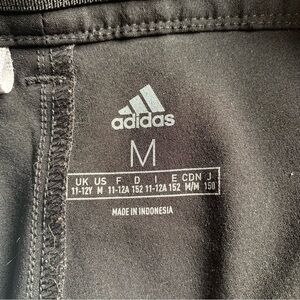 adidas
M
UK US F D I E CDN J
11-12Y M 11-12A 152 11-12A 152 M/M 150
MADE IN INDONESIA